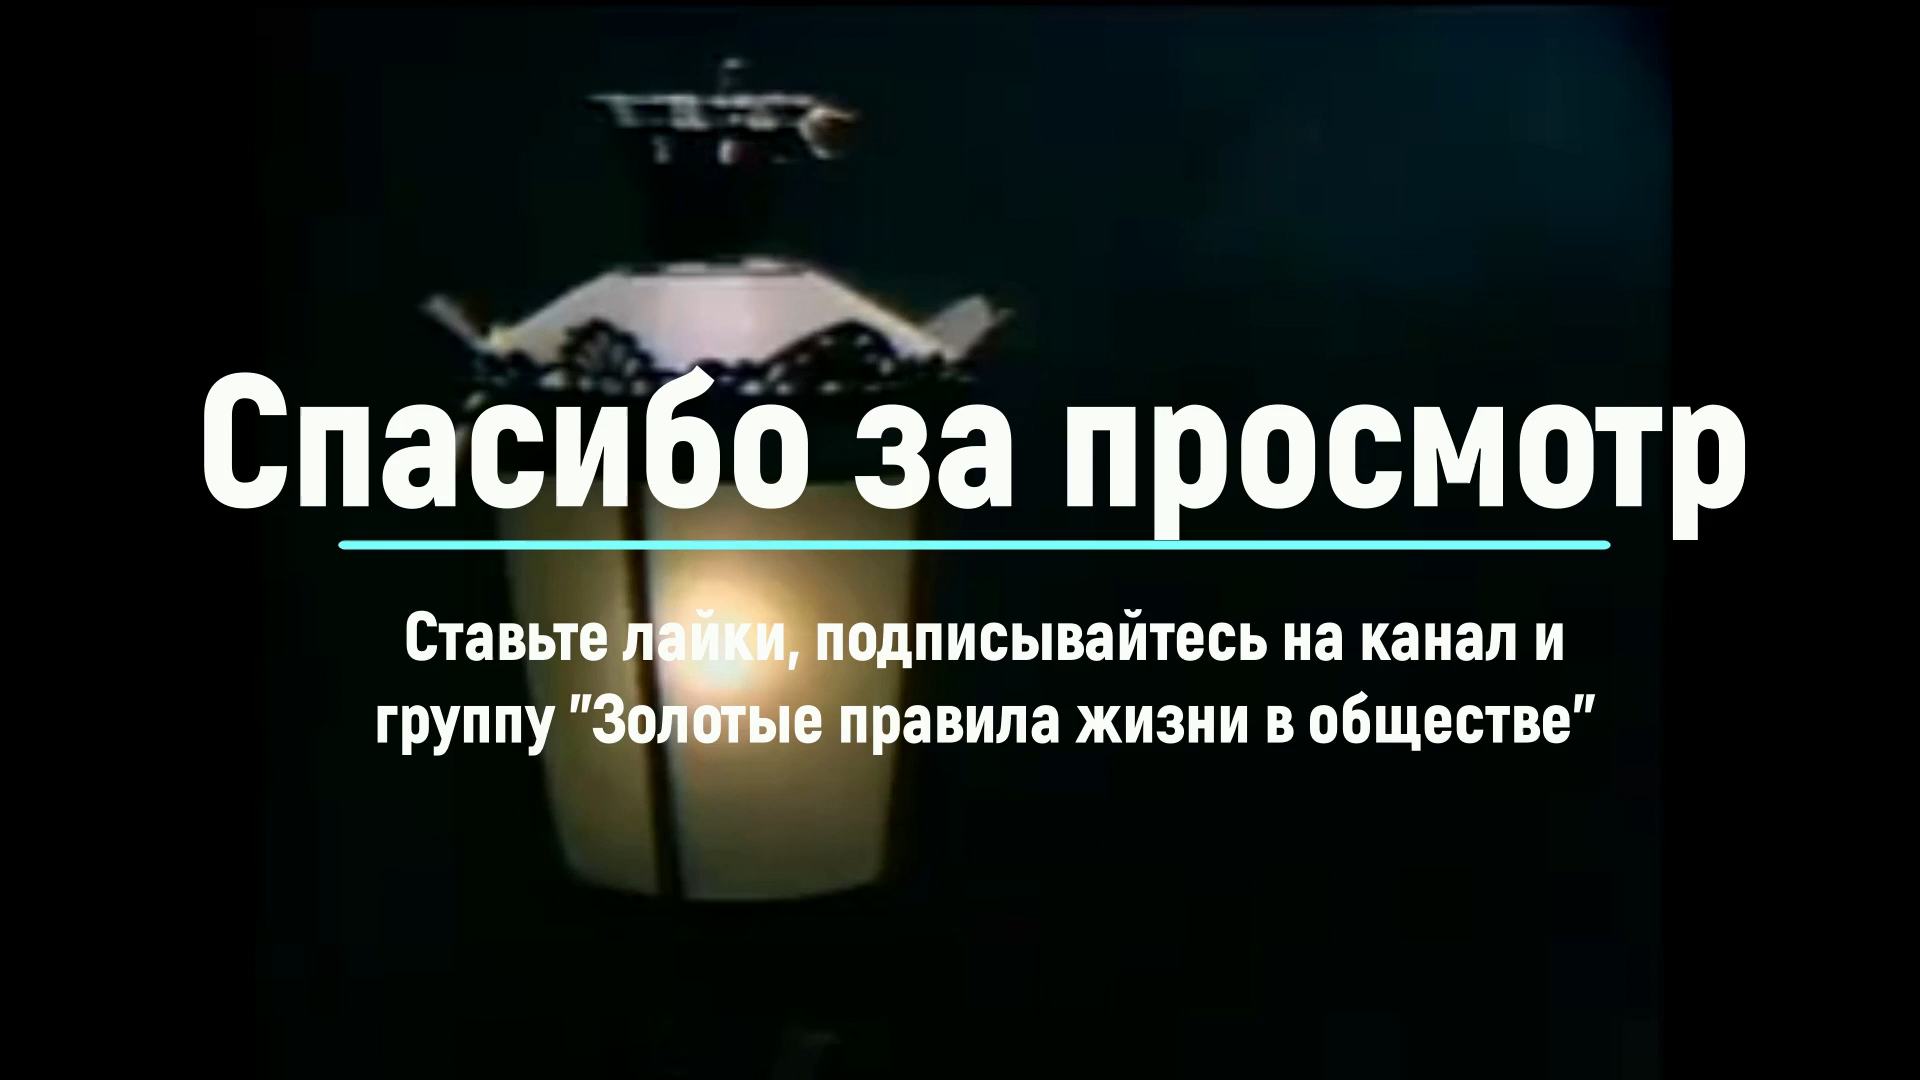 Спасибо за просмотр
Ставьте лайки, подписывайтесь на канал и
группу "Золотые правила жизни в обществе"